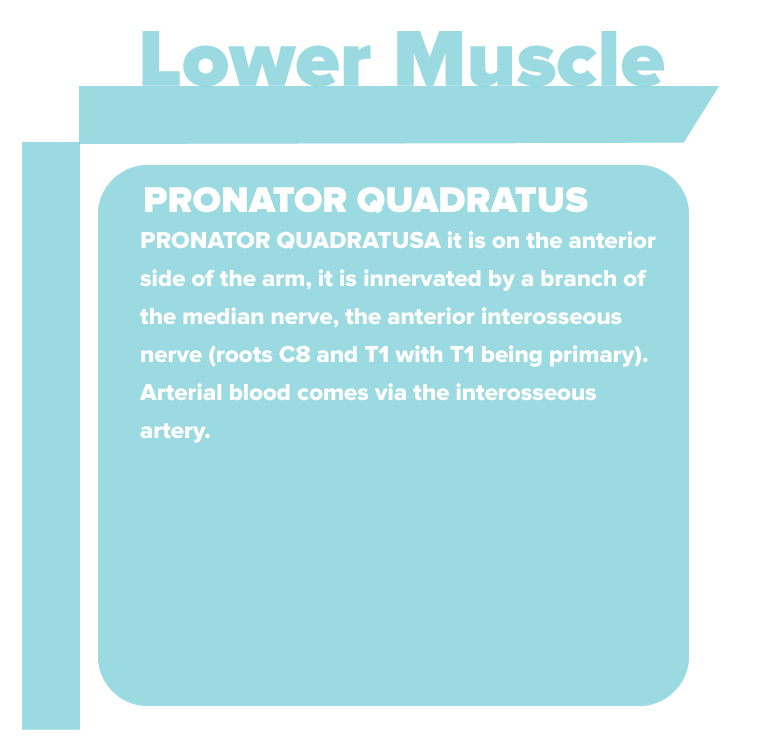 Lower Muscle
PRONATOR QUADRATUS
PRONATOR QUADRATUSA it is on the anterior
side of the arm, it is innervated by a branch of
the median nerve, the anterior interosseous
nerve (roots C8 and T1 with T1 being primary).
Arterial blood comes via the interosseous
artery.